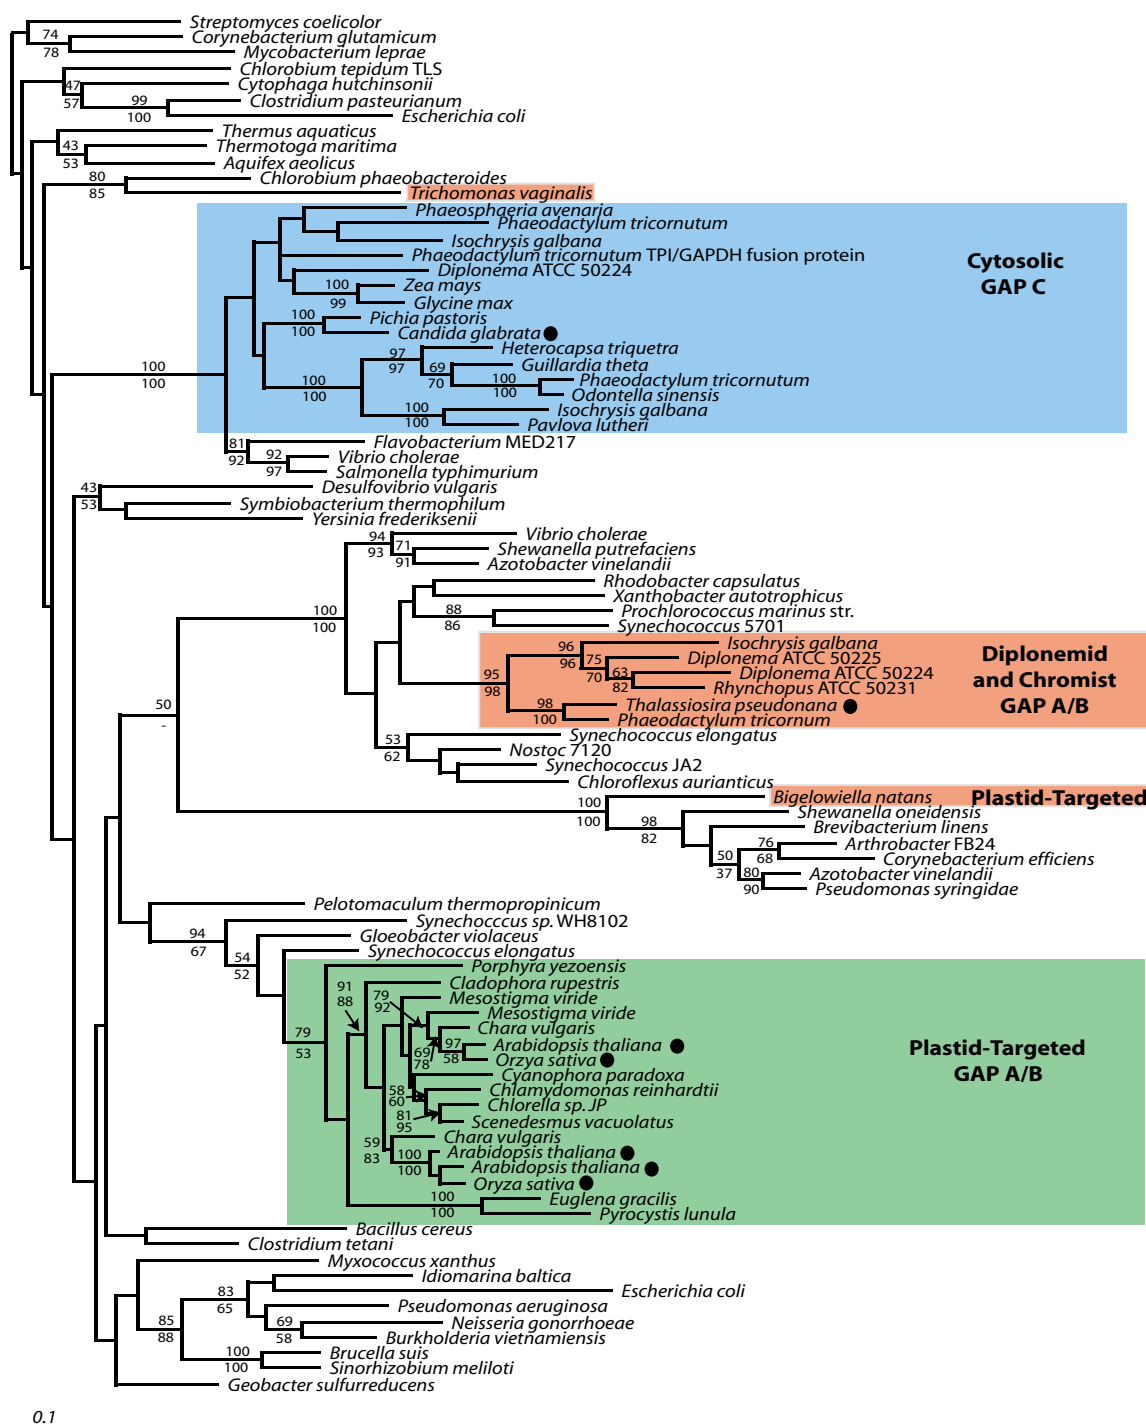 Streptomyces coelicolor
74
Corynebacterium glutamicum
78
Mycobacterium leprae
Chlorobium tepidum TLS
47
Cytophaga hutchinsonii
57
99
Clostridium pasteurianum
100
Escherichia coli
Thermus aquaticus
43
Thermotoga maritima
53
Aquifex aeolicus
80
Chlorobium phaeobacteroides
85
Trichomonas vaginalis
Phaeosphaeria avenaria
Phaeodactylum tricornutum
Isochrysis galbana
Phaeodactylum tricornutum TPI/GAPDH fusion protein
Cytosolic
GAP C
Diplonema ATCC 50224
100
Zea mays
99
Glycine max
100
Pichia pastoris
100
Candida glabrata
Heterocapsa triquetra
97
97
69
Guillardia theta
70
100
100
Phaeodactylum tricornutum
Odontella sinensis
100
100
100
100
100
Isochrysis galbana
100
Pavlova lutheri
81
Flavobacterium MED217
92
92
Vibrio cholerae
97
Salmonella typhimurium
43
Desulfovibrio vulgaris
53
Symbiobacterium thermophilum
Yersinia frederiksenii
94
Vibrio cholerae
93
71
Shewanella putrefaciens
91
Azotobacter vinelandii
Rhodobacter capsulatus
Xanthobacter autotrophicus
100
100
88
Prochlorococcus marinus str.
86
Synechococcus 5701
96
Isochrysis galbana
96
75
Diplonema ATCC 50225
70
63
Diplonema ATCC 50224
82
Rhynchopus ATCC 50231
95
98
98
Thalassiosira pseudonana
100
Phaeodactylum tricornum
Diplonemid
and Chromist
GAP A/B
50
-
53
Synechococcus elongatus
62
Nostoc 7120
Synechococcus JA2
Chloroflexus aurianticus
100
Bigelowiella natans
Plastid-Targeted
100
Shewanella oneidensis
98
82
Brevibacterium linens
76
Arthrobacter FB24
50
68
Corynebacterium efficiens
37
80
Azotobacter vinelandii
90
Pseudomonas syringidae
Pelotomaculum thermopropinicum
94
Synechocccus sp. WH8102
67
54
Gloeobacter violaceus
52
Synechococcus elongatus
Porphyra yezoensis
91
88
Cladophora rupestris
79
92
Mesostigma viride
Mesostigma viride
Chara vulgaris
79
53
69
78
97
Arabidopsis thaliana
58
Orzya sativa
Plastid-Targeted
GAP A/B
Cyanophora paradoxa
58
60
Chlamydomonas reinhardtii
Chlorella sp. JP
81
95
Scenedesmus vacuolatus
59
Chara vulgaris
83
100
Arabidopsis thaliana
100
Arabidopsis thaliana
Oryza sativa
100
Euglena gracilis
100
Pyrocystis lunula
Bacillus cereus
Clostridium tetani
Myxococcus xanthus
Idiomarina baltica
83
Escherichia coli
65
Pseudomonas aeruginosa
85
69
Neisseria gonorrhoeae
88
58
Burkholderia vietnamiensis
100
Brucella suis
100
Sinorhizobium meliloti
Geobacter sulfurreducens
0.1